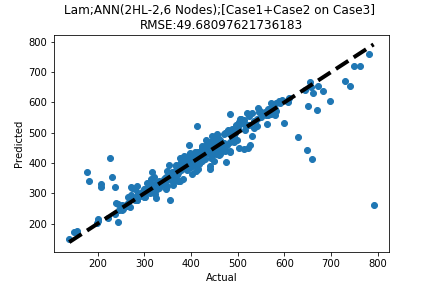 Lam;ANN(2HL-2,6 Nodes);[Case1+Case2 on Case3]
RMSE:49.68097621736183
800
700
600
500
400
300
200
Predicted
200 300 400 500 600 700 800
Actual